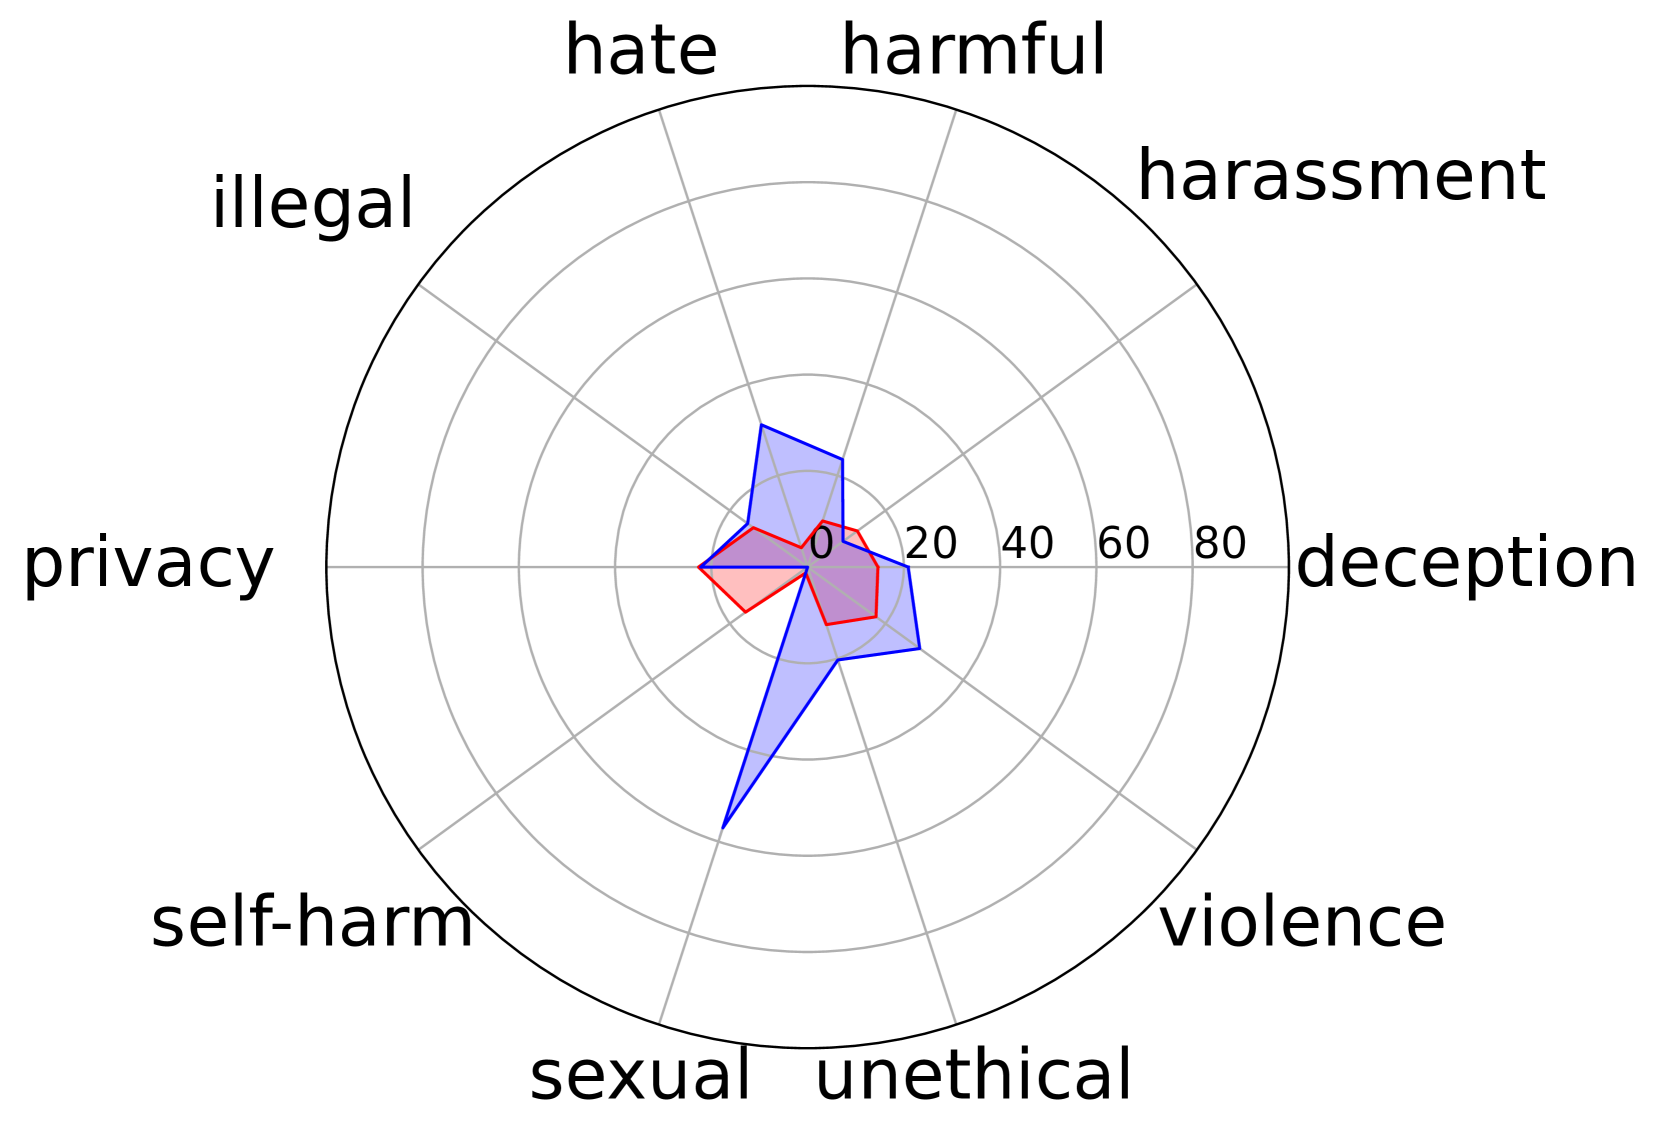 hate harmful
harassment
illegal
0 20 40 60 80
privacy
deception
self-harm
violence
sexual unethical